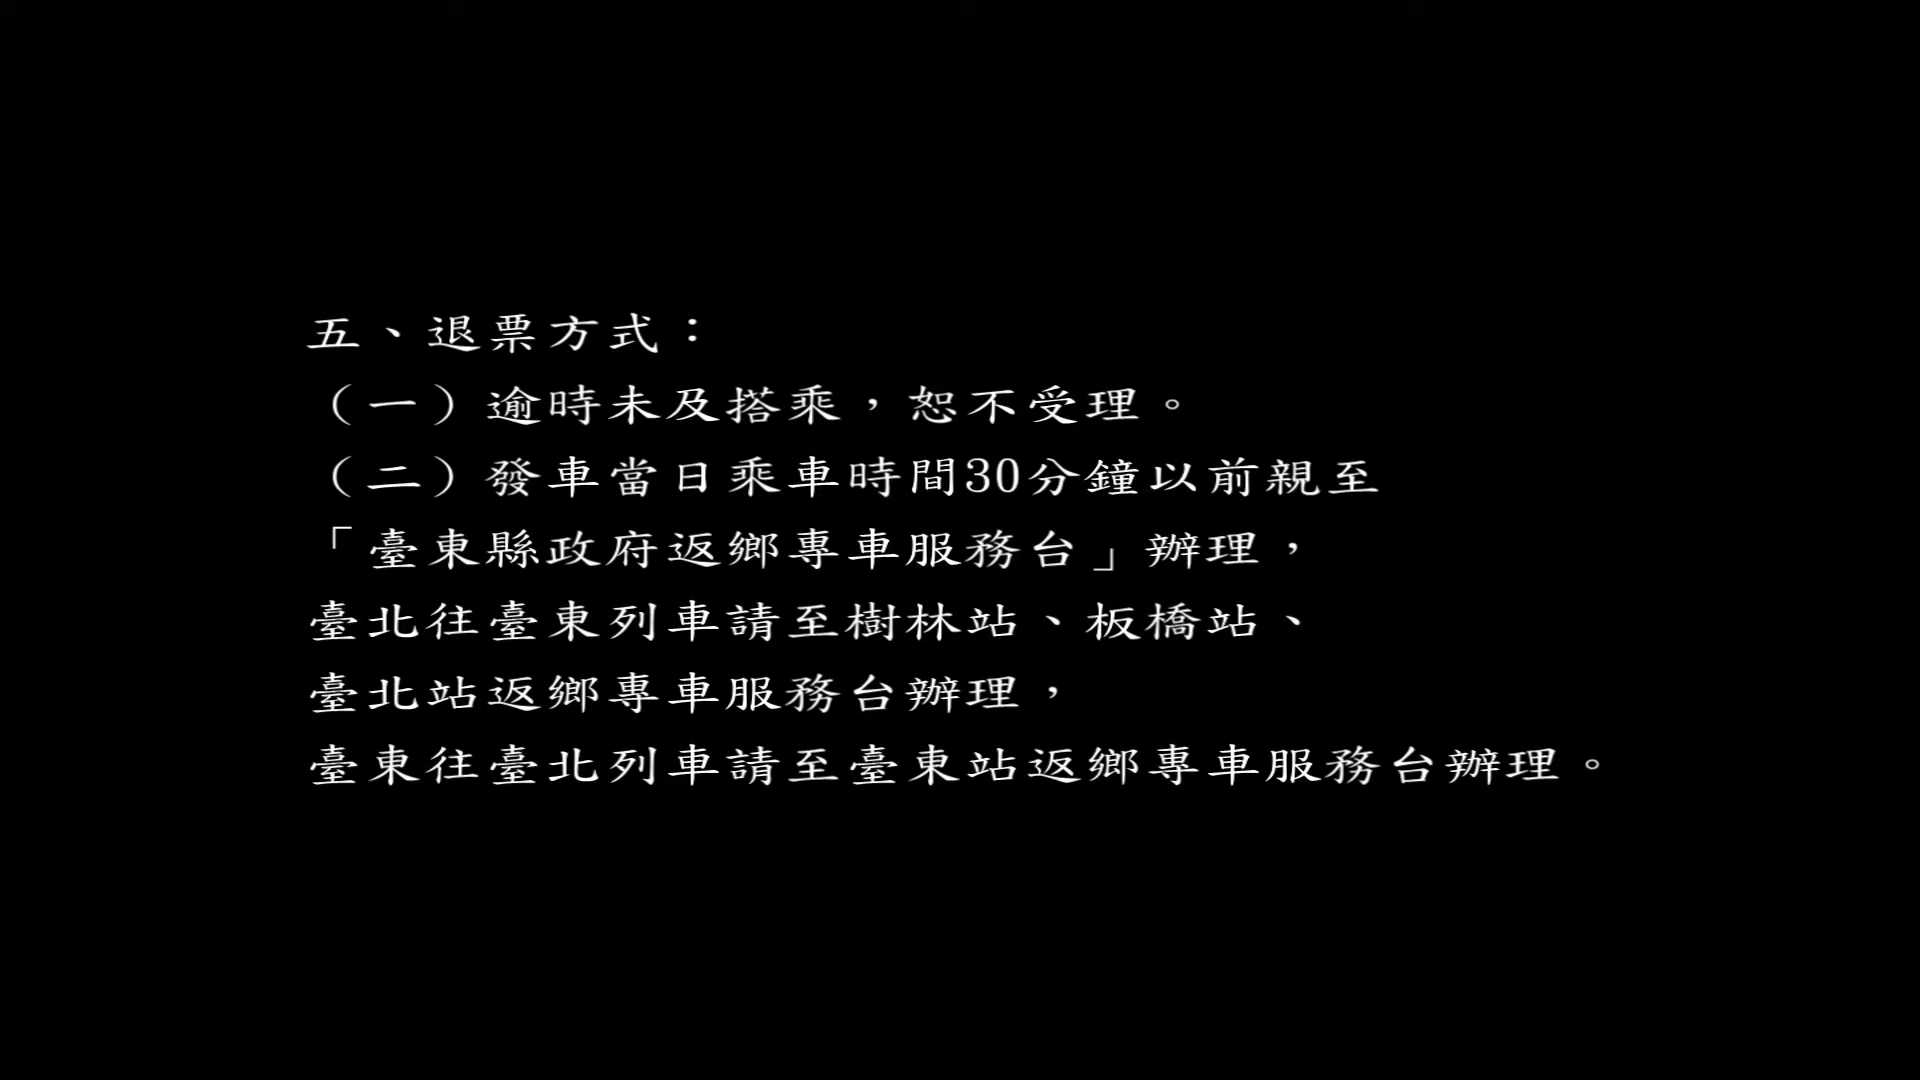 五、退票方式：
（一）逾時未及搭乘，恕不受理。
（二）發車當日乘車時間30分鐘以前親至
「臺東縣政府返鄉專車服務台」辦理，
臺北往臺東列車請至樹林站、板橋站、
臺北站返鄉專車服務台辦理，
臺東往臺北列車請至臺東站返鄉專車服務台辦理。